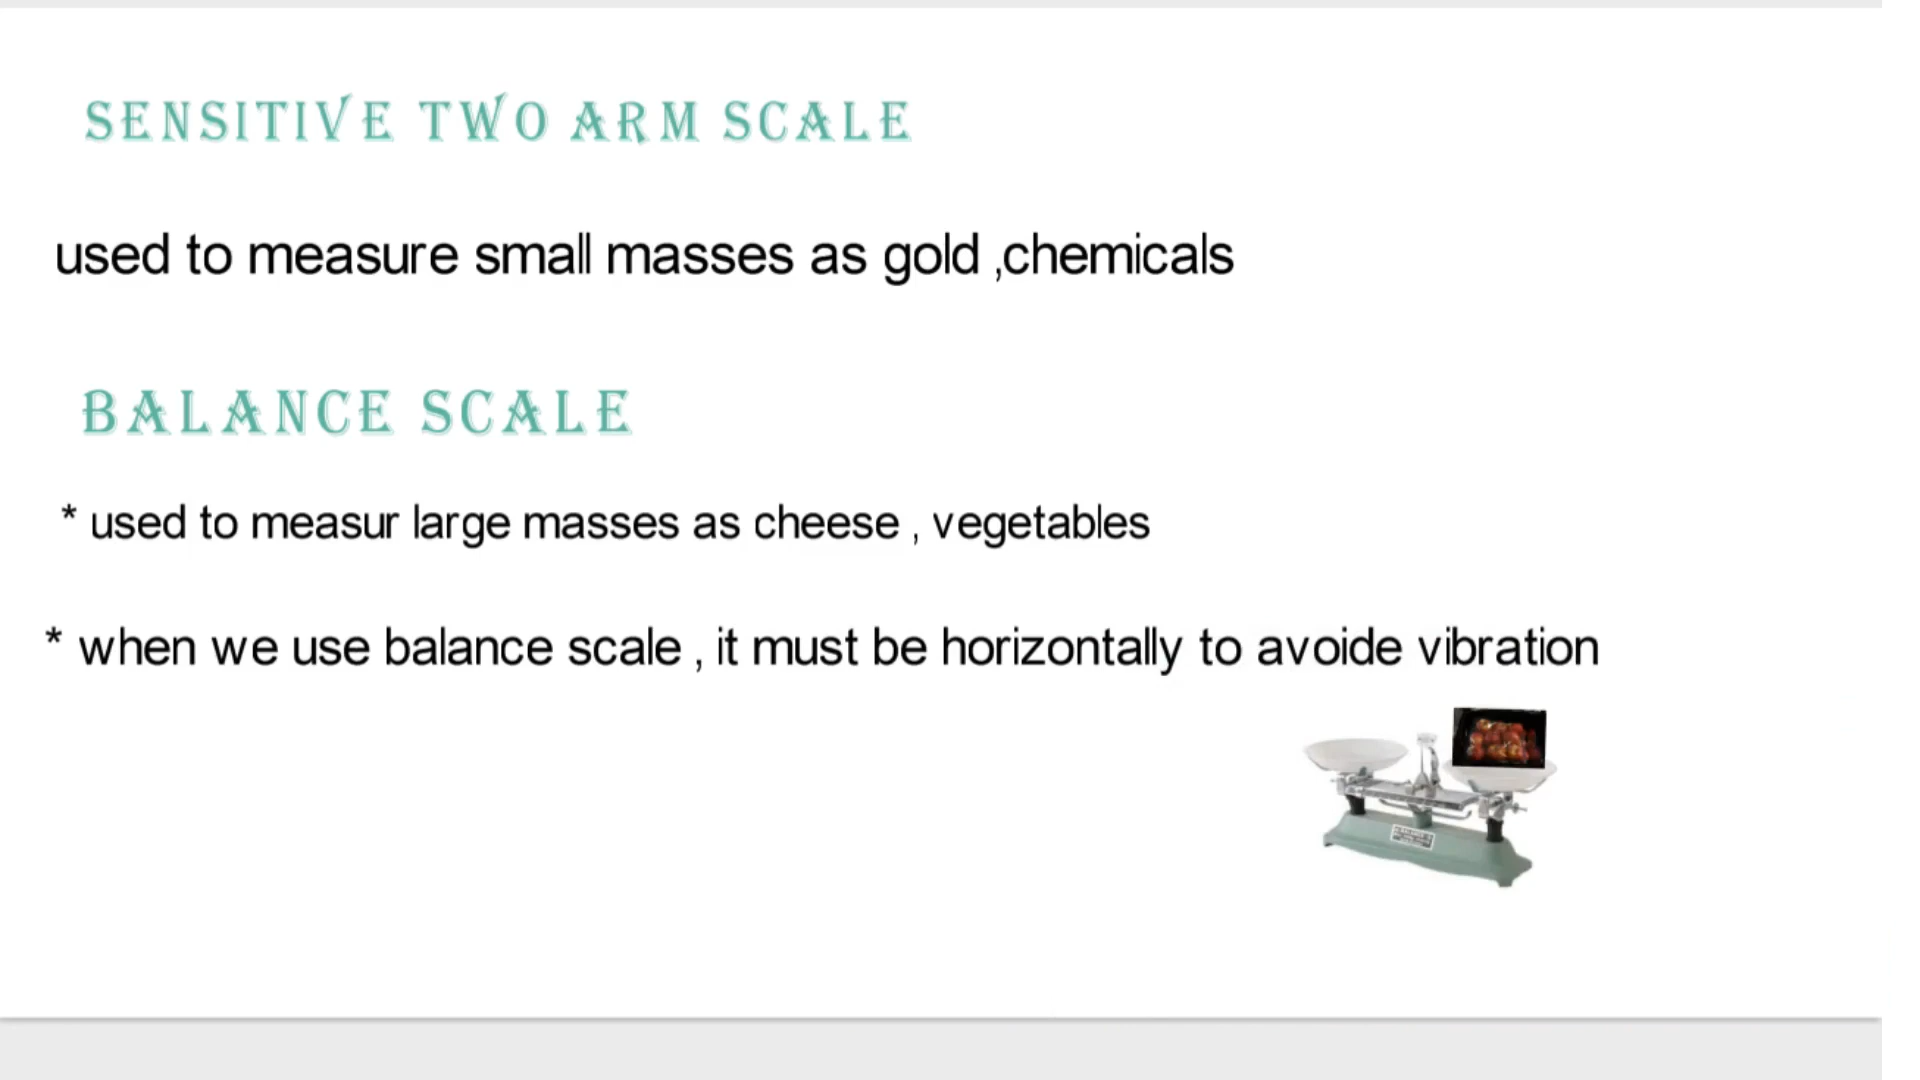 SENSITIVE TWO ARM SCALE
used to measure small masses as gold ,chemicals
BALANCE SCALE
* used to measur large masses as cheese , vegetables
* when we use balance scale , it must be horizontally to avoide vibration